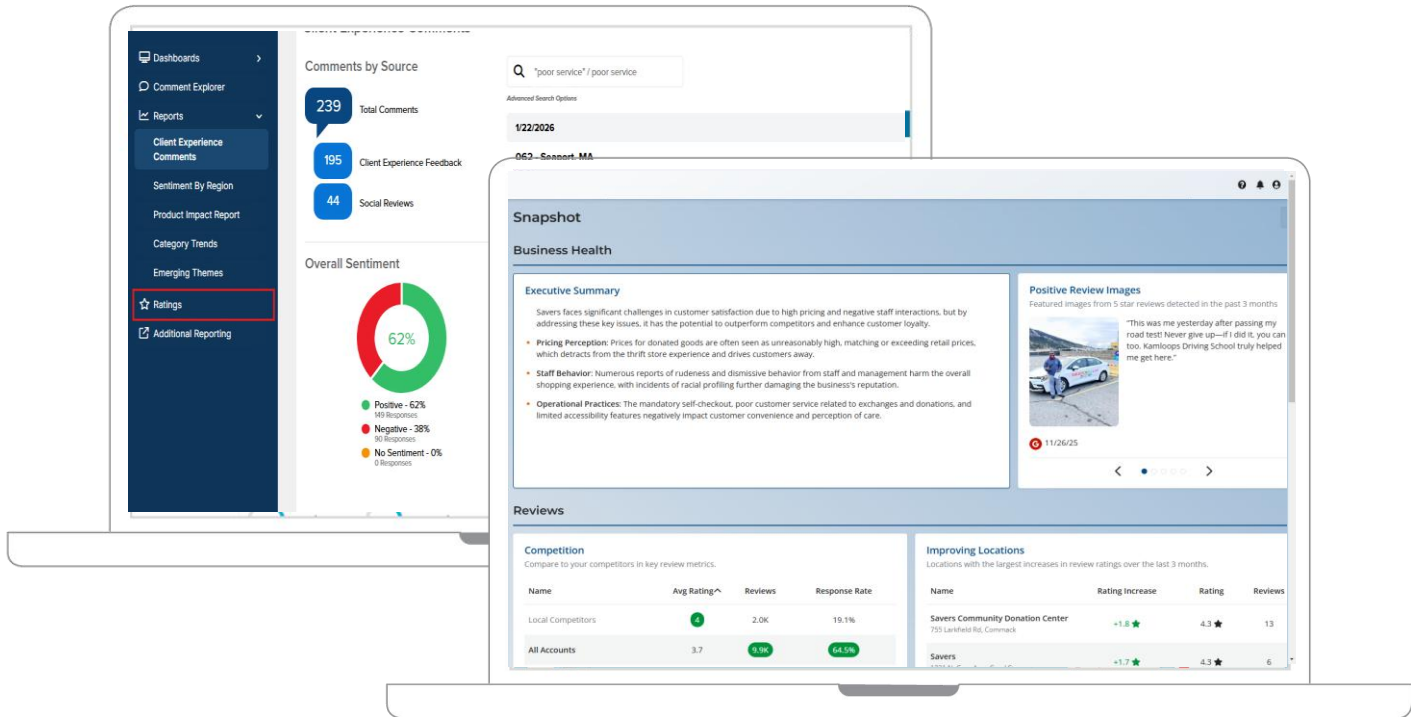 Client Experience Comments
Dashboards
Comment Explorer
Reports
Client Experience
Comments
Sentiment By Region
Product Impact Report
Category Trends
Emerging Themes
Ratings
Additional Reporting
Comments by Source
239 Total Comments
195 Client Experience Feedback
44 Social Reviews
"poor service" / poor service
Advanced Search Options
1/22/2026
062 - Seaport, MA
Overall Sentiment
62%
Positive - 62%
149 Responses
Negative - 38%
90 Responses
No Sentiment - 0%
0 Responses
Snapshot
Business Health
Executive Summary
Savers faces significant challenges in customer satisfaction due to high pricing and negative staff interactions, but by
addressing these key issues, it has the potential to outperform competitors and enhance customer loyalty.
• Pricing Perception: Prices for donated goods are often seen as unreasonably high, matching or exceeding retail prices,
which detracts from the thrift store experience and drives customers away.
• Staff Behavior: Numerous reports of rudeness and dismissive behavior from staff and management harm the overall
shopping experience, with incidents of racial profiling further damaging the business's reputation.
• Operational Practices: The mandatory self-checkout, poor customer service related to exchanges and donations, and
limited accessibility features negatively impact customer convenience and perception of care.
Positive Review Images
Featured images from 5 star reviews detected in the past 3 months
"This was me yesterday after passing my
road test! Never give up—if I did it, you can
too. Kamloops Driving School truly helped
me get here."
G 11/26/25
Reviews
Competition
Compare to your competitors in key review metrics.
Name Avg Rating Reviews Response Rate
Local Competitors 4 2.0K 19.1%
All Accounts 3.7 9.9K 64.5%
Improving Locations
Locations with the largest increases in review ratings over the last 3 months.
Name Rating Increase Rating Reviews
Savers Community Donation Center
755 Larkfield Rd, Commack
+1.8 4.3 13
Savers
+1.7 4.3 6